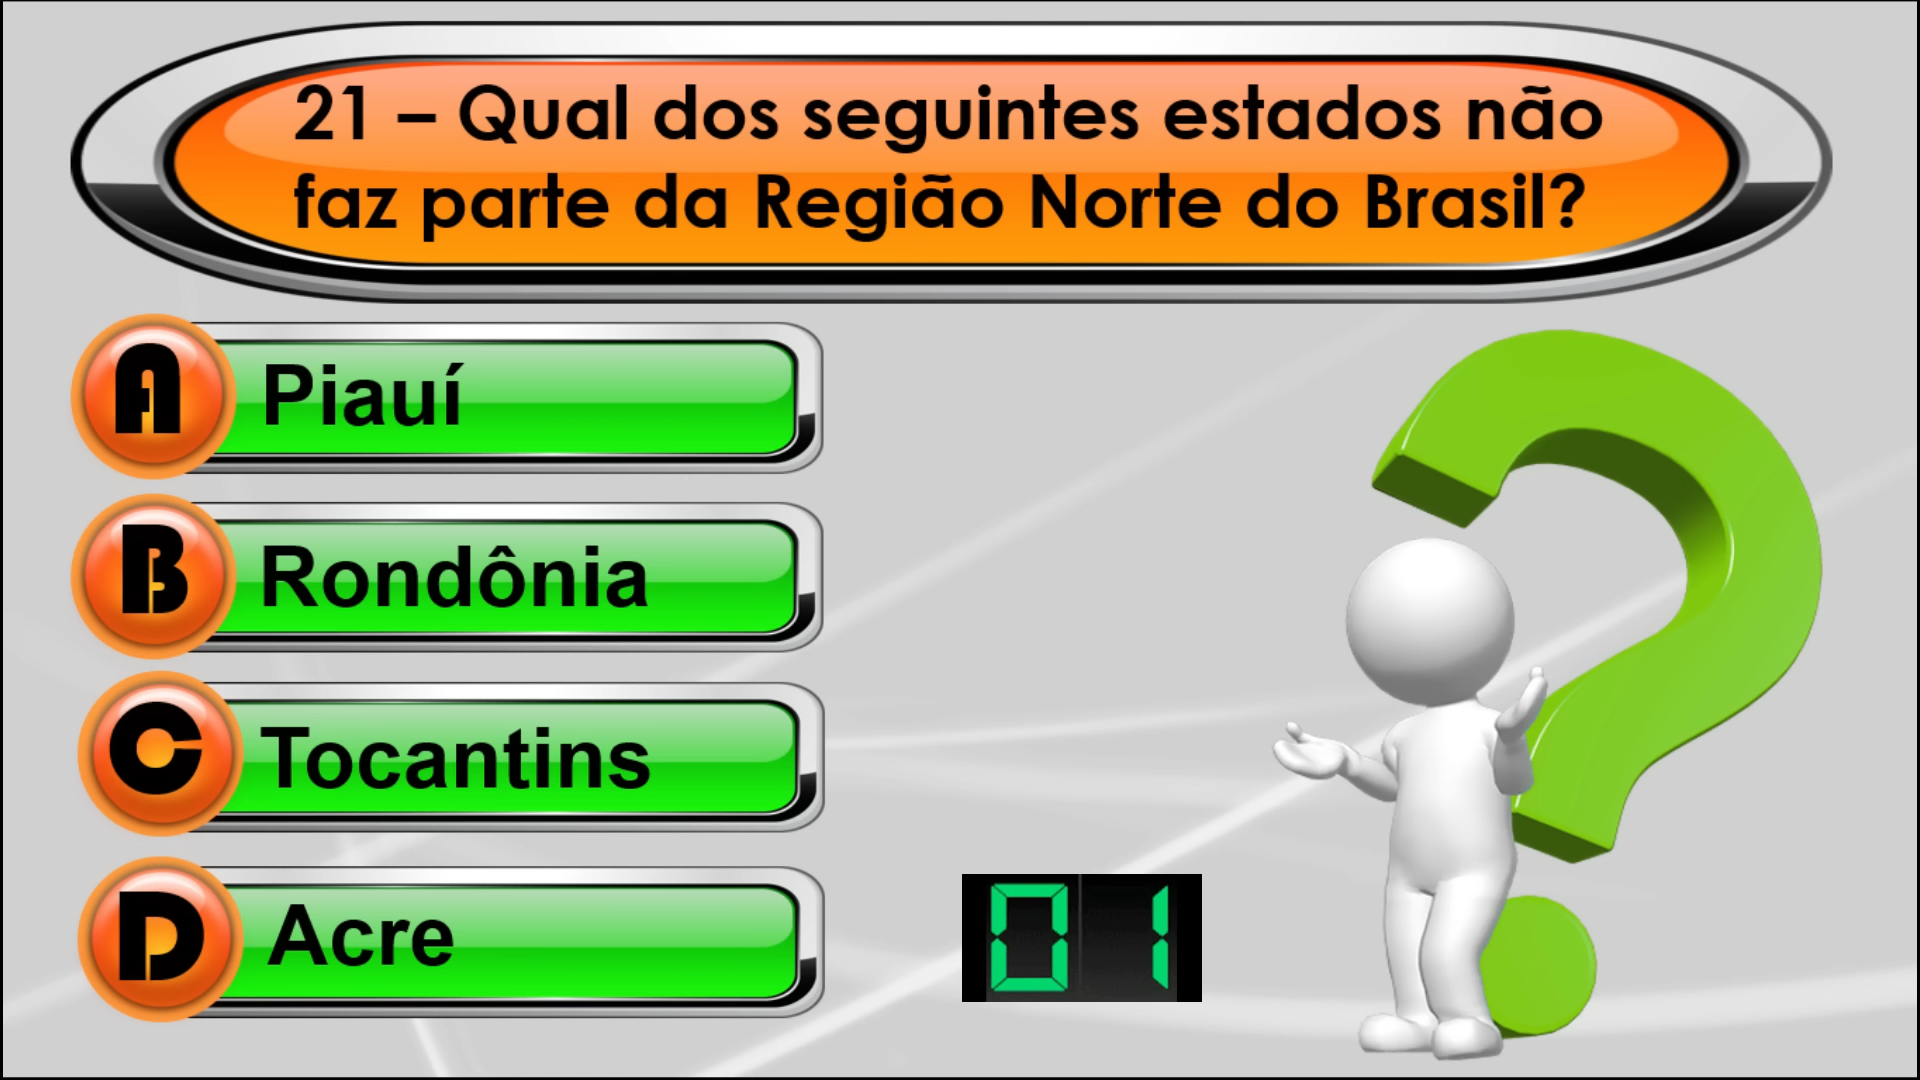 21 – Qual dos seguintes estados não
faz parte da Região Norte do Brasil?
A Piauí
B Rondônia
C Tocantins
D Acre
01